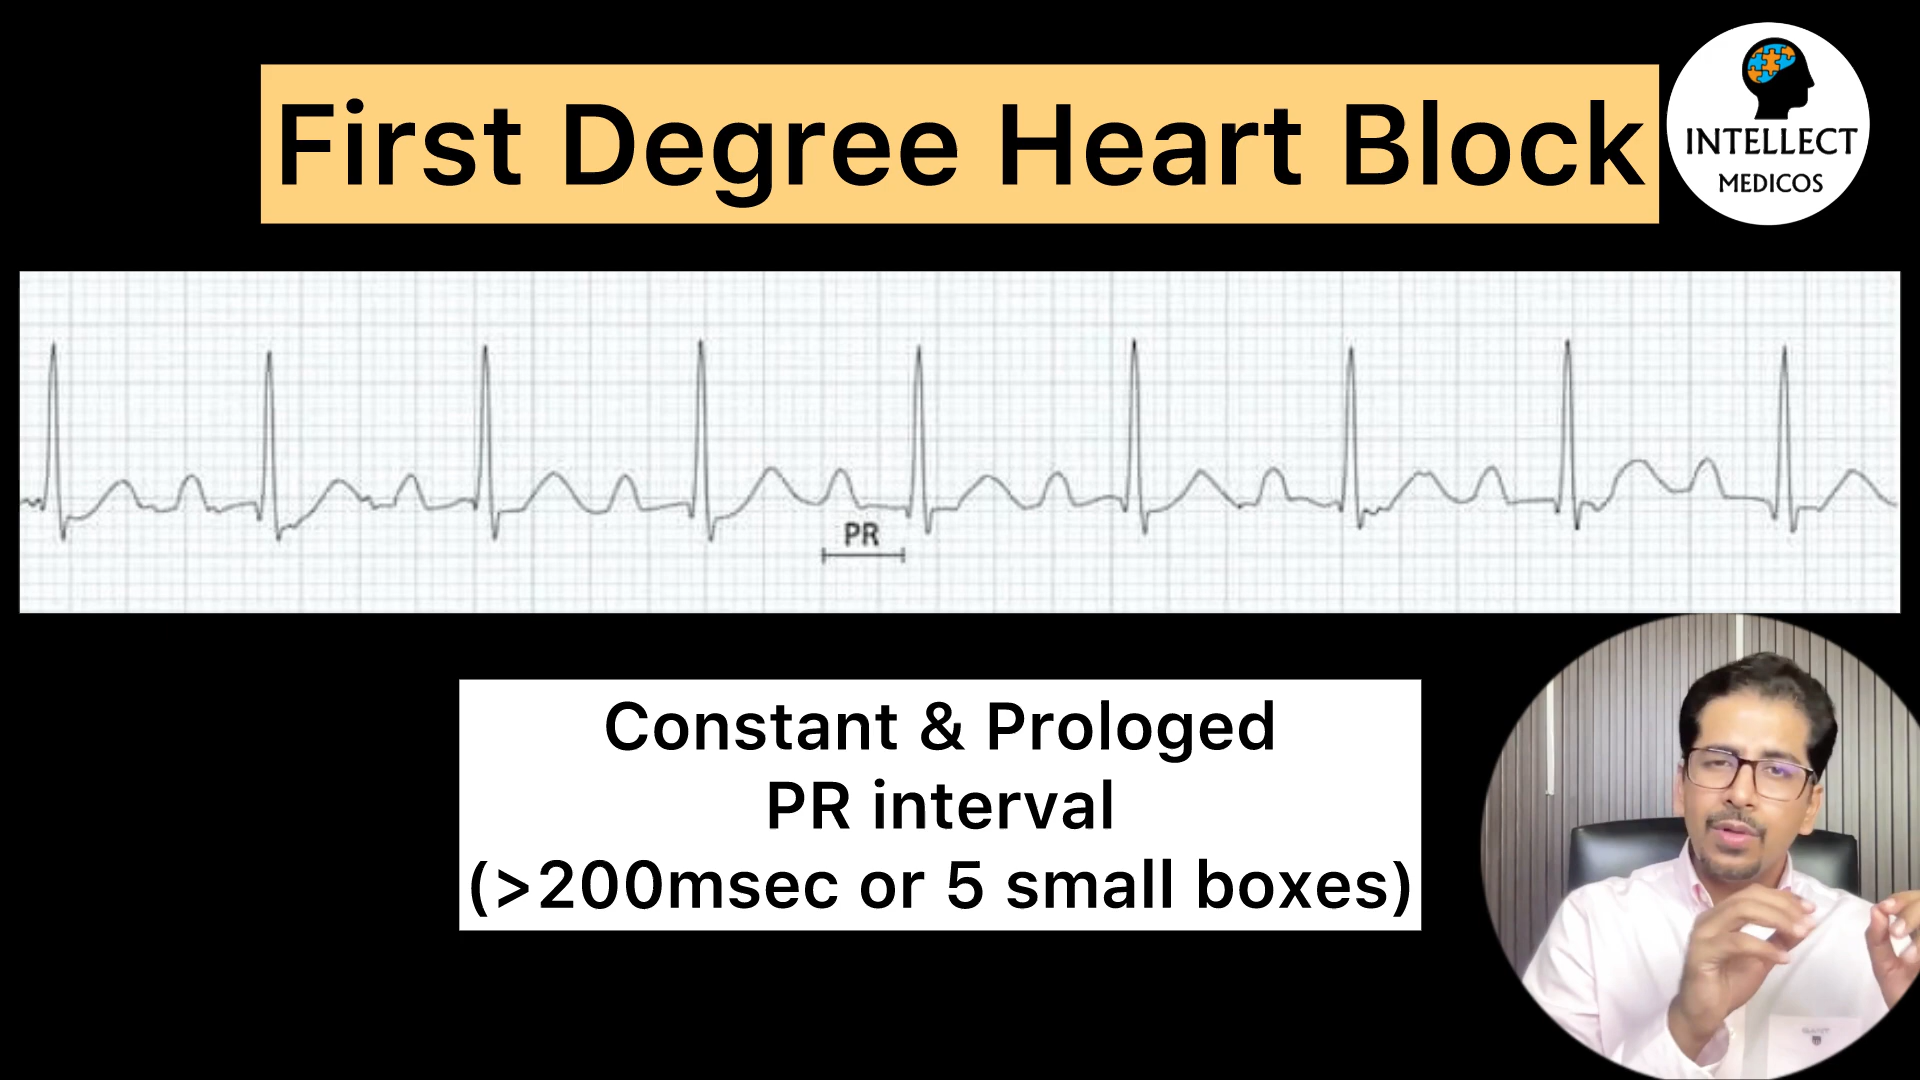 First Degree Heart Block
INTELLECT
MEDICOS
PR
Constant & Prologed
PR interval
(>200msec or 5 small boxes)